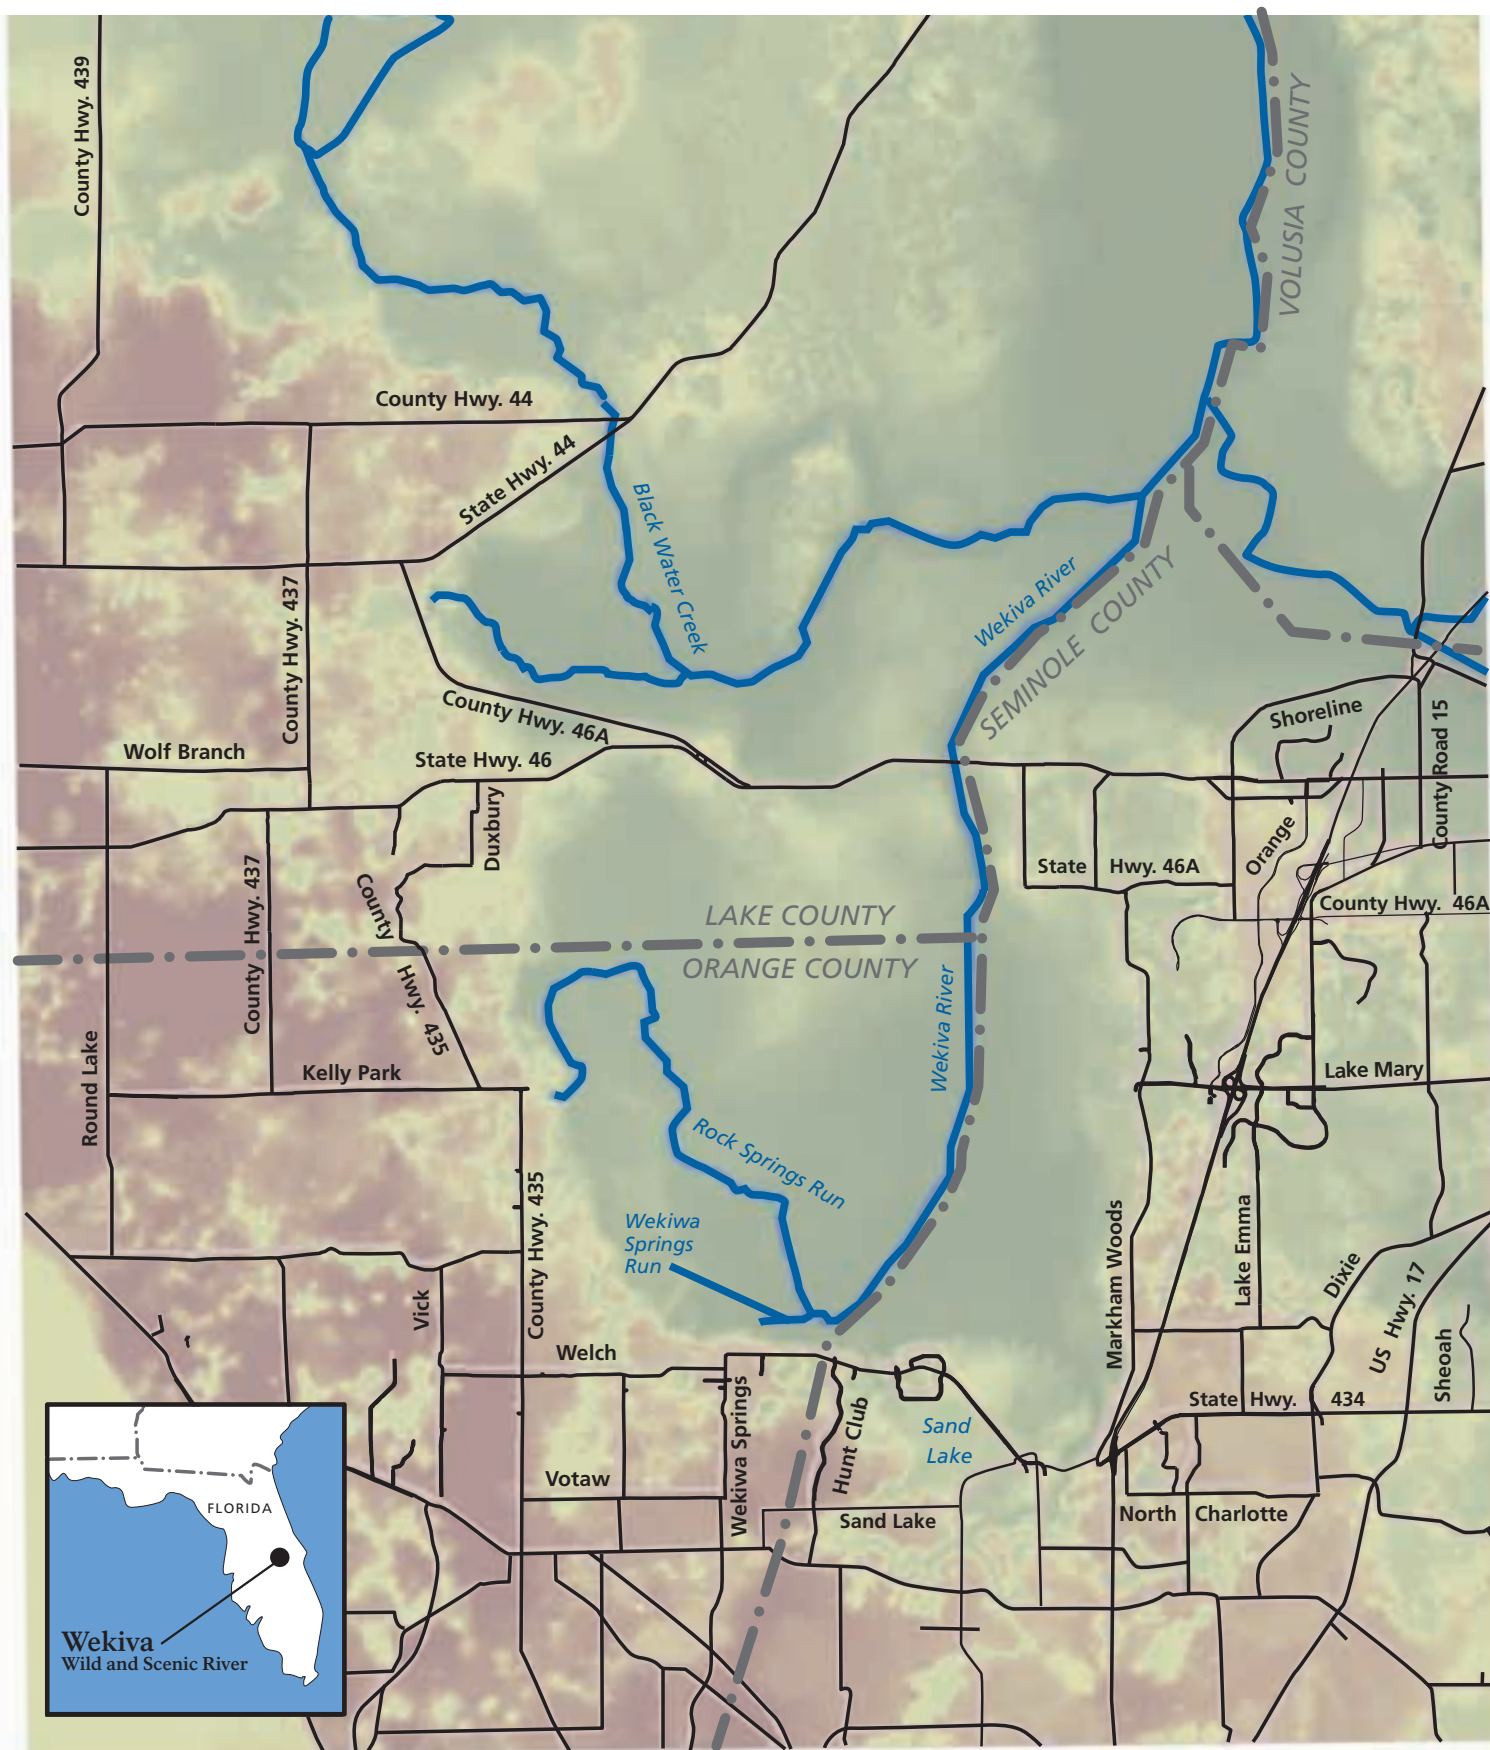 County Hwy. 439
VOLUSIA COUNTY
County Hwy. 44
State Hwy. 44
Black Water Creek
Wekiva River
SEMINOLE COUNTY
County Hwy. 437
County Hwy. 46A
Wolf Branch
State Hwy. 46
Shoreline
County Road 15
Duxbury
Orange
State Hwy. 46A
County Hwy. 437
County Hwy. 435
LAKE COUNTY
ORANGE COUNTY
County Hwy. 46A
Wekiva River
Round Lake
Kelly Park
Lake Mary
Rock Springs Run
Wekiwa
Springs
Run
County Hwy. 435
Markham Woods
Lake Emma
Dixie
US Hwy. 17
Sheoah
Vick
Welch
Wekiwa Springs
Hunt Club
Sand
Lake
State Hwy. 434
Votaw
Sand Lake
North Charlotte
FLORIDA
Wekiva
Wild and Scenic River